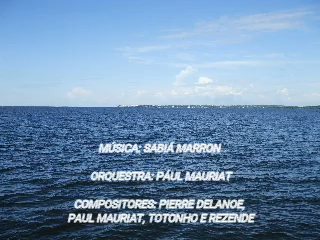 MÚSICA: SABIÁ MARRON
ORQUESTRA: PAUL MAURIAT
COMPOSITORES: PIERRE DELANOE,
PAUL MAURIAT, TOTONHO E REZENDE